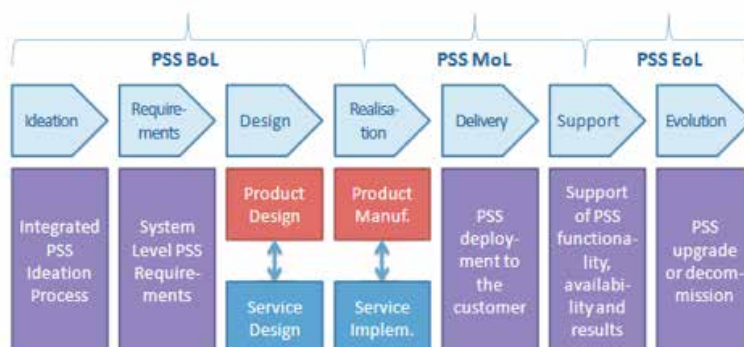 PSS BoL
PSS MoL
PSS EoL
Ideation
Require-
ments
Design
Realisa-
tion
Delivery
Support
Evolution
Integrated
PSS
Ideation
Process
System
Level PSS
Require-
ments
Product
Design
Service
Design
Product
Manuf.
Service
Implem.
PSS
deploy-
ment to
the
customer
Support
of PSS
functiona-
lity,
availabi-
lity and
results
PSS
upgrade
or decom-
mission